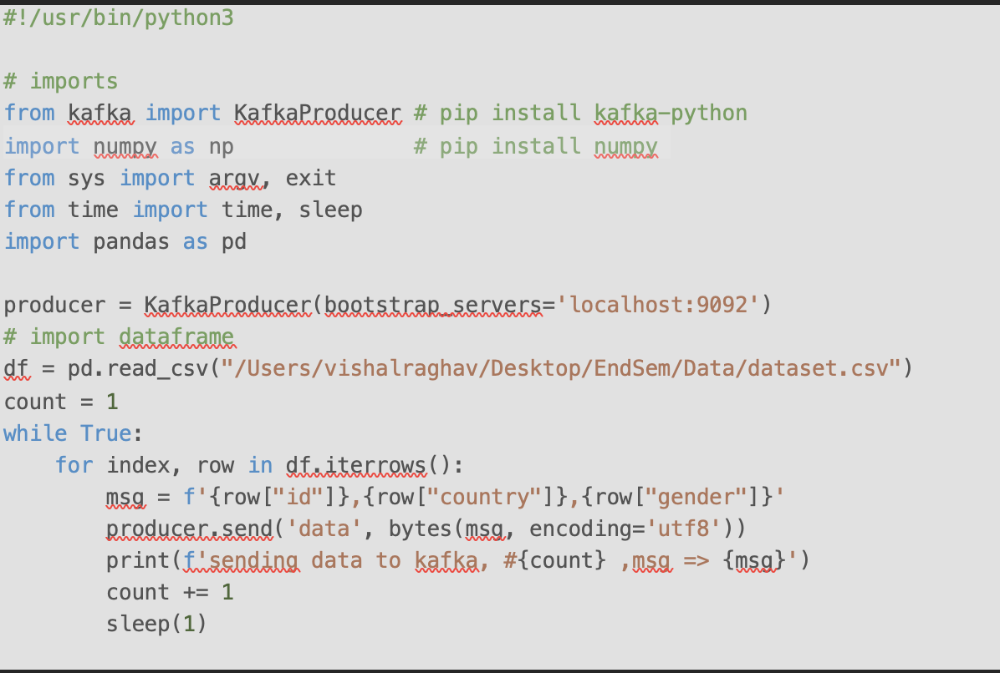 #!/usr/bin/python3
# imports
from kafka import KafkaProducer # pip install kafka-python
import numpy as np              # pip install numpy
from sys import argv, exit
from time import time, sleep
import pandas as pd
producer = KafkaProducer(bootstrap_servers='localhost:9092')
# import dataframe
df = pd.read_csv("/Users/vishalraghav/Desktop/EndSem/Data/dataset.csv")
count = 1
while True:
    for index, row in df.iterrows():
        msg = f'{row["id"]},{row["country"]},{row["gender"]}'
        producer.send('data', bytes(msg, encoding='utf8'))
        print(f'sending data to kafka, #{count} ,msg => {msg}')
        count += 1
        sleep(1)